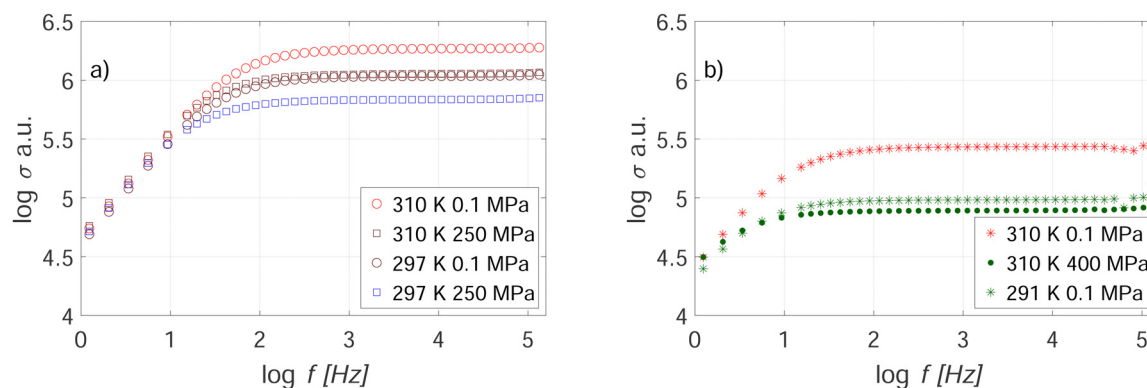 6.5
6
5.5
5
4.5
4
0
1
2
3
4
5
log σ a.u.
log f [Hz]
a)
310 K 0.1 MPa
310 K 250 MPa
297 K 0.1 MPa
297 K 250 MPa
6.5
6
5.5
5
4.5
4
0
1
2
3
4
5
log σ a.u.
log f [Hz]
b)
310 K 0.1 MPa
310 K 400 MPa
291 K 0.1 MPa